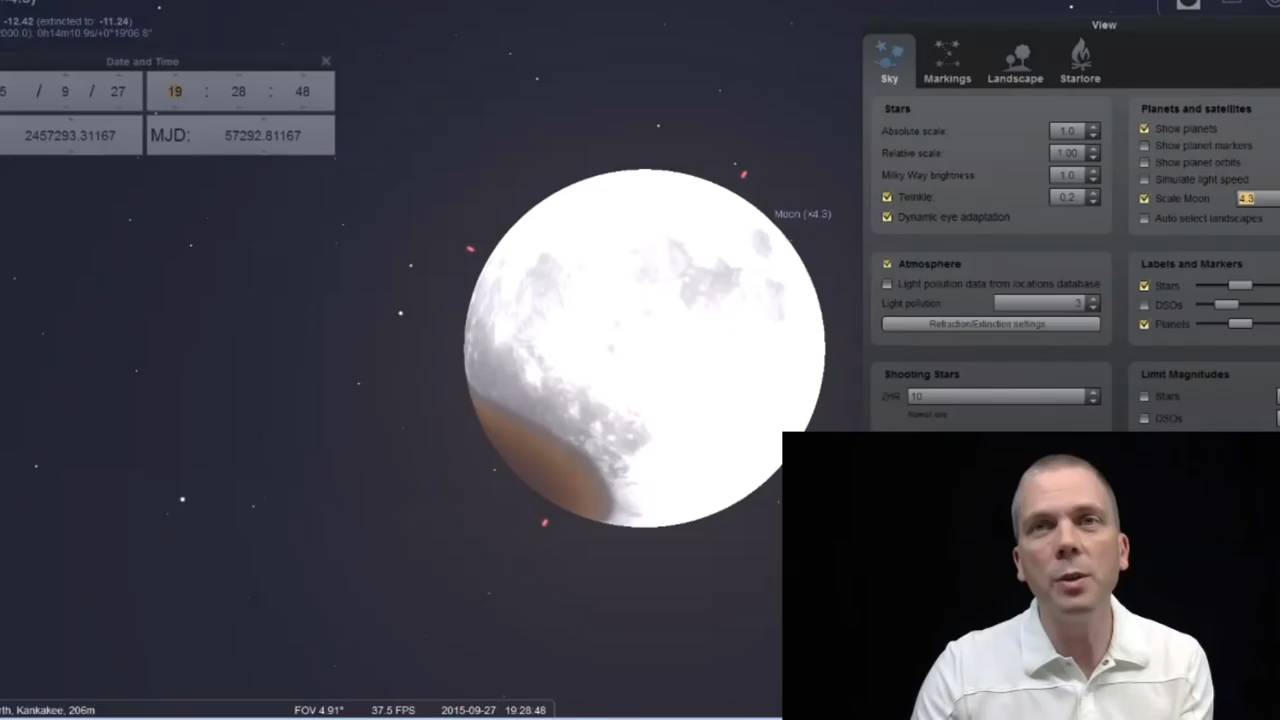 -12.42 (extincted to -11.24)
0h14m10.9s/+0°19'06.8"
Date and Time
/ 9 / 27 19 : 28 : 48
2457293.31167 MJD: 57292.81167
Moon (×4.3)
View
Sky Markings Landscape Starlore
Stars
Absolute scale: 1.0
Relative scale: 1.00
Milky Way brightness: 1.0
Twinkle: 0.2
Dynamic eye adaptation
Atmosphere
Light pollution data from locations database
Light pollution: 3
Refraction/Extinction settings
Shooting Stars
ZHR: 10
Normal rate
Planets and satellites
Show planets
Show planet markers
Show planet orbits
Simulate light speed
Scale Moon 4.3
Auto select landscapes
Labels and Markers
Stars
DSOs
Planets
Limit Magnitudes
Stars
DSOs
Kankakee, 206m FOV 4.91° 37.5 FPS 2015-09-27 19:28:48